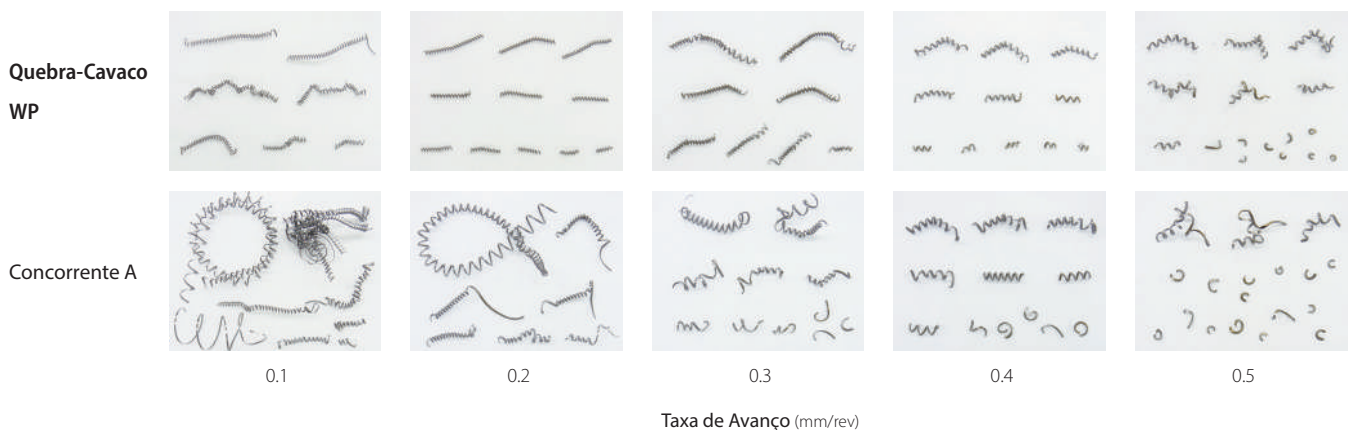 Quebra-Cavaco
WP
Concorrente A
0.1 0.2 0.3 0.4 0.5
Taxa de Avanço (mm/rev)